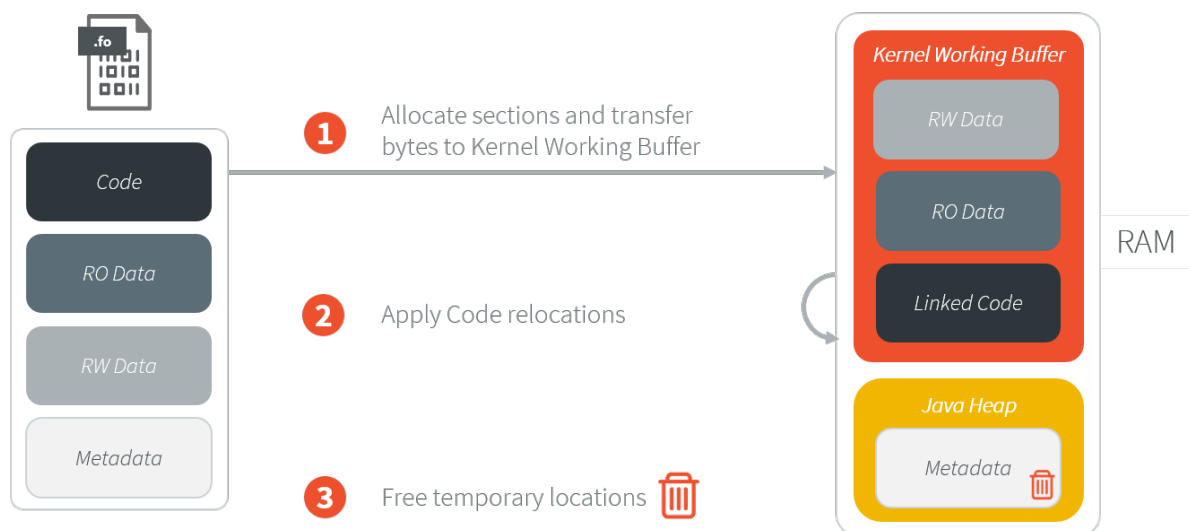 .fo
Code
RO Data
RW Data
Metadata
1
Allocate sections and transfer
bytes to Kernel Working Buffer
2
Apply Code relocations
3
Free temporary locations
Kernel Working Buffer
RW Data
RO Data
Linked Code
Java Heap
Metadata
RAM